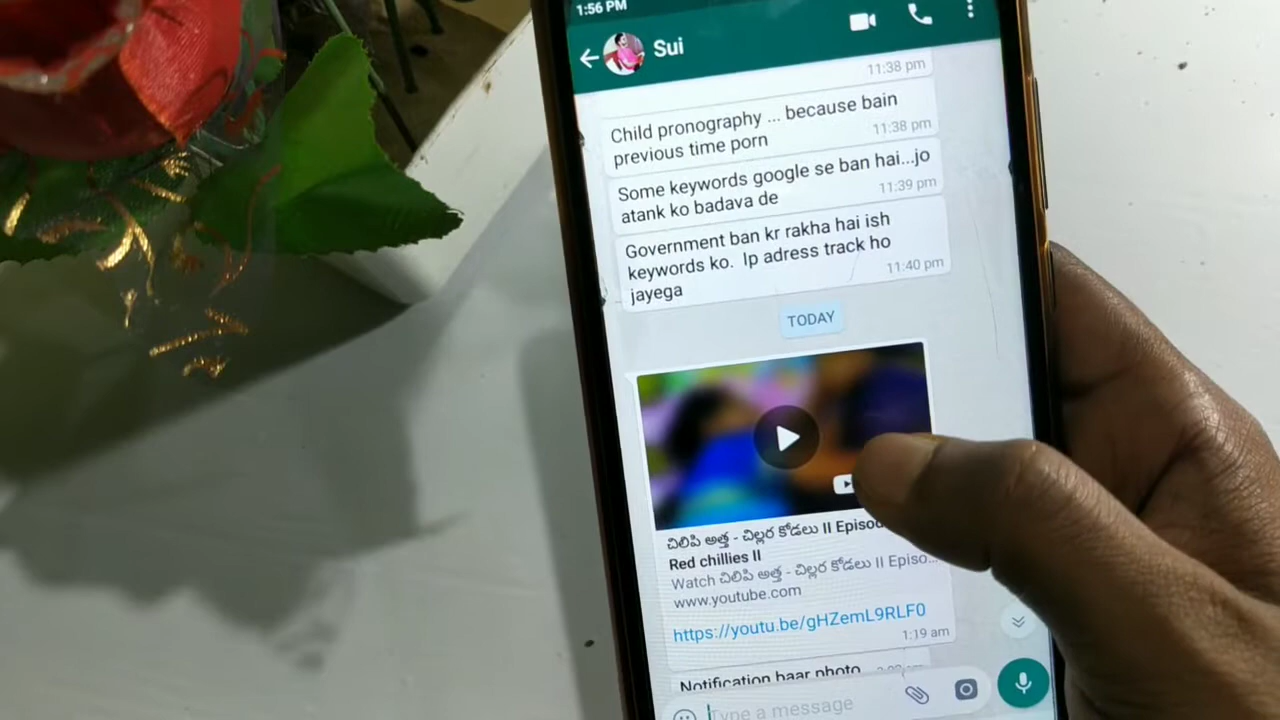 1:56 PM
Sui
11:38 pm
Child pronography ... because bain
previous time porn
11:38 pm
Some keywords google se ban hai...jo
atank ko badava de
11:39 pm
Government ban kr rakha hai ish
keywords ko. Ip adress track ho
jayega
11:40 pm
TODAY
చిలిపి అత్త - చిల్లర కోడలు II
Red chillies II
Watch చిలిపి అత్త - చిల్లర కోడలు II Episo...
www.youtube.com
https://youtu.be/gHZemL9RLF0
1:19 am
Notification baar photo
Type a message